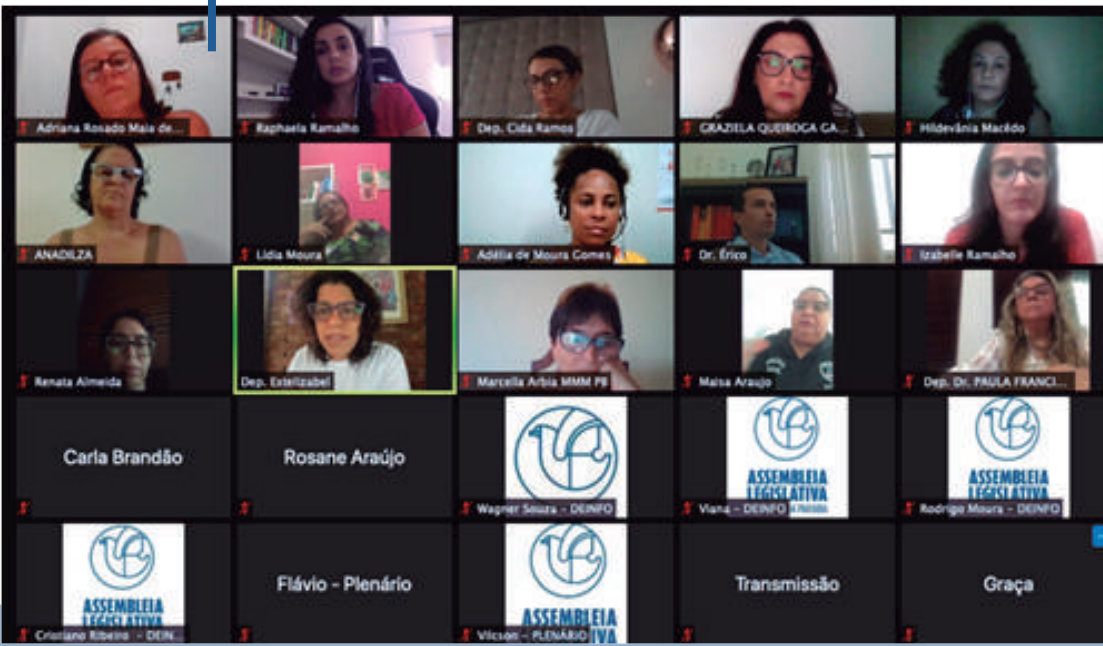 Adriana Rosado Maia de...
Raphaela Ramalho
Dep. Cida Ramos
GRAZIELA QUEIROGA GA...
Hildevânia Macêdo
ANADILZA
Lídia Moura
Adélia de Moura Gomes
Dr. Érico
Izabelle Ramalho
Renata Almeida
Dep. Estelizabel
Marcella Arbia MMM PB
Maisa Araujo
Dep. Dr. PAULA FRANCI...
Carla Brandão
Rosane Araújo
Wagner Souza - DEINFO
ASSEMBLEIA
LEGISLATIVA
Viana - DEINFO
ASSEMBLEIA
LEGISLATIVA
Rodrigo Moura - DEINFO
ASSEMBLEIA
LEGISLATIVA
Cristiano Ribeiro - DEIN...
Flávio - Plenário
ASSEMBLEIA
Vilcson - PLENÁRIO
Transmissão
Graça